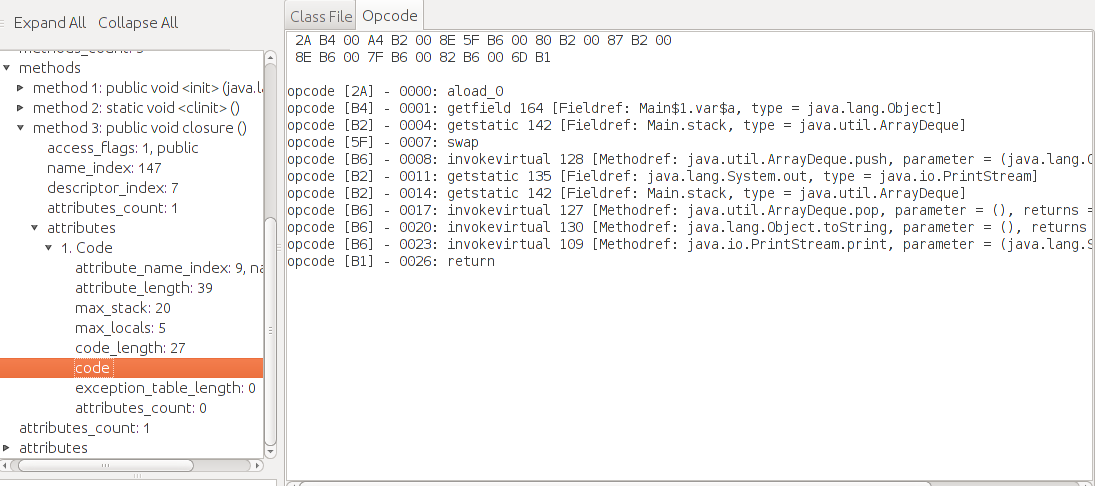 Expand All Collapse All
methods
method 1: public void <init> (java.l
method 2: static void <clinit> ()
method 3: public void closure ()
access_flags: 1, public
name_index: 147
descriptor_index: 7
attributes_count: 1
attributes
1. Code
attribute_name_index: 9, na
attribute_length: 39
max_stack: 20
max_locals: 5
code_length: 27
code
exception_table_length: 0
attributes_count: 0
attributes_count: 1
attributes
Class File Opcode
2A B4 00 A4 B2 00 8E 5F B6 00 80 B2 00 87 B2 00
8E B6 00 7F B6 00 82 B6 00 6D B1
opcode [2A] - 0000: aload_0
opcode [B4] - 0001: getfield 164 [Fieldref: Main$1.var$a, type = java.lang.Object]
opcode [B2] - 0004: getstatic 142 [Fieldref: Main.stack, type = java.util.ArrayDeque]
opcode [5F] - 0007: swap
opcode [B6] - 0008: invokevirtual 128 [Methodref: java.util.ArrayDeque.push, parameter = (java.lang.O
opcode [B2] - 0011: getstatic 135 [Fieldref: java.lang.System.out, type = java.io.PrintStream]
opcode [B2] - 0014: getstatic 142 [Fieldref: Main.stack, type = java.util.ArrayDeque]
opcode [B6] - 0017: invokevirtual 127 [Methodref: java.util.ArrayDeque.pop, parameter = (), returns =
opcode [B6] - 0020: invokevirtual 130 [Methodref: java.lang.Object.toString, parameter = (), returns
opcode [B6] - 0023: invokevirtual 109 [Methodref: java.io.PrintStream.print, parameter = (java.lang.S
opcode [B1] - 0026: return